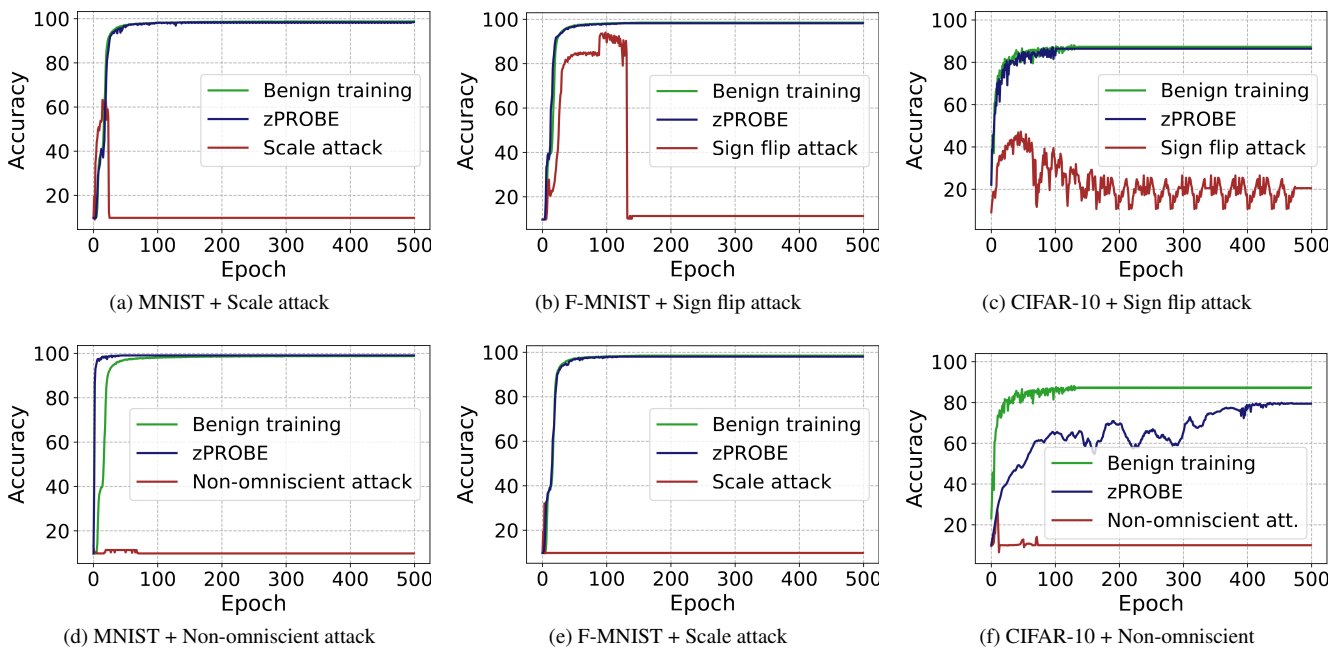 100
80
60
40
20
Accuracy
Benign training
zPROBE
Scale attack
0 100 200 300 400 500
Epoch
(a) MNIST + Scale attack
100
80
60
40
20
Accuracy
Benign training
zPROBE
Sign flip attack
0 100 200 300 400 500
Epoch
(b) F-MNIST + Sign flip attack
100
80
60
40
20
0
Accuracy
Benign training
zPROBE
Sign flip attack
0 100 200 300 400 500
Epoch
(c) CIFAR-10 + Sign flip attack
100
80
60
40
20
Accuracy
Benign training
zPROBE
Non-omniscient attack
0 100 200 300 400 500
Epoch
(d) MNIST + Non-omniscient attack
100
80
60
40
20
Accuracy
Benign training
zPROBE
Scale attack
0 100 200 300 400 500
Epoch
(e) F-MNIST + Scale attack
100
80
60
40
20
0
Accuracy
Benign training
zPROBE
Non-omniscient att.
0 100 200 300 400 500
Epoch
(f) CIFAR-10 + Non-omniscient